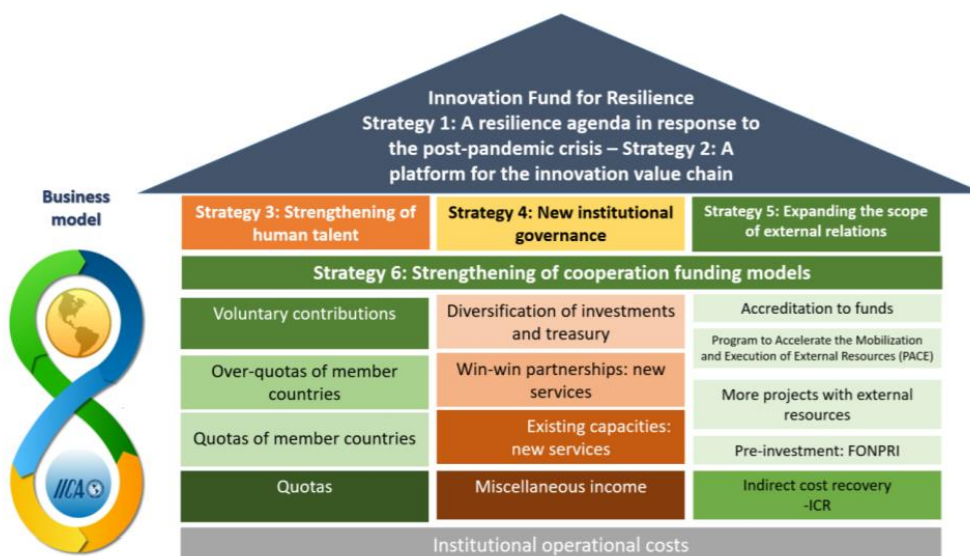 Innovation Fund for Resilience
Strategy 1: A resilience agenda in response to
the post-pandemic crisis – Strategy 2: A
platform for the innovation value chain
Business
model
Strategy 3: Strengthening of
human talent
Strategy 4: New institutional
governance
Strategy 5: Expanding the scope
of external relations
Strategy 6: Strengthening of cooperation funding models
Voluntary contributions
Over-quotas of member
countries
Quotas of member countries
Quotas
Diversification of investments
and treasury
Win-win partnerships: new
services
Existing capacities:
new services
Miscellaneous income
Accreditation to funds
Program to Accelerate the Mobilization
and Execution of External Resources (PACE)
More projects with external
resources
Pre-investment: FONPRI
Indirect cost recovery
-ICR
IICA
Institutional operational costs